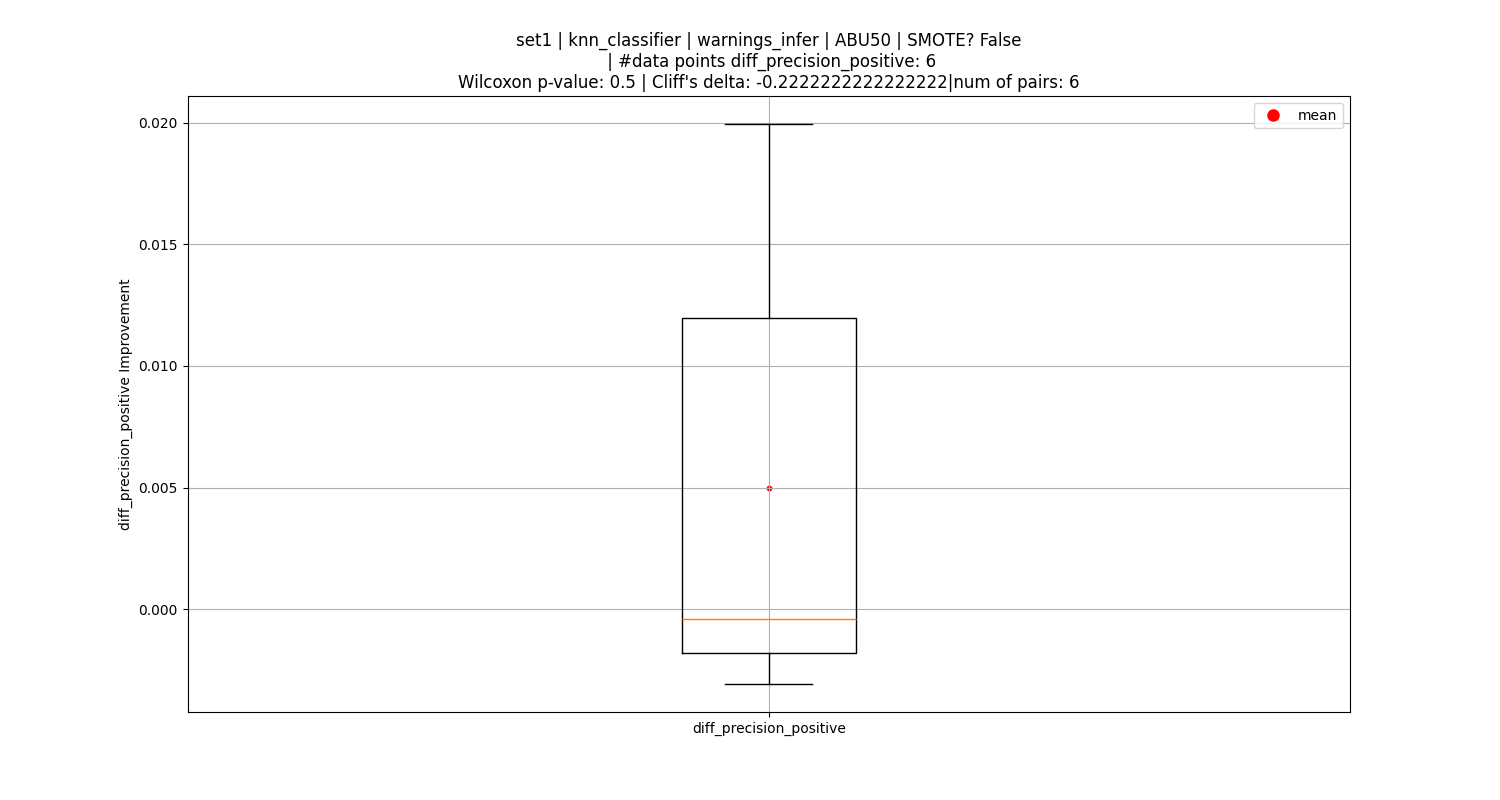 set1 | knn_classifier | warnings_infer | ABU50 | SMOTE? False
| #data points diff_precision_positive: 6
Wilcoxon p-value: 0.5 | Cliff's delta: -0.2222222222222222|num of pairs: 6
mean
0.020
0.015
0.010
0.005
0.000
diff_precision_positive Improvement
diff_precision_positive